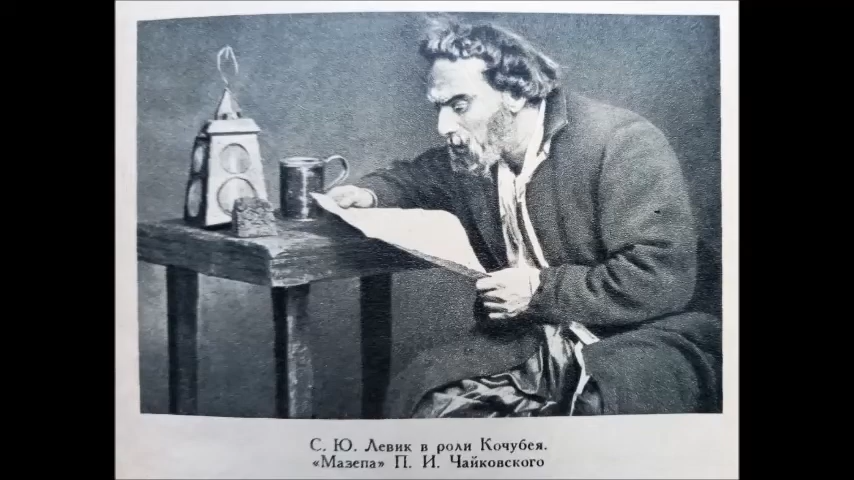 С. Ю. Левик в роли Кочубея.
«Мазепа» П. И. Чайковского